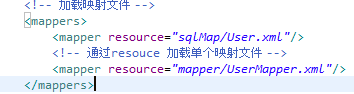 <!-- 加载映射文件 -->
<mappers>
<mapper resource="sqlMap/User.xml"/>
<!-- 通过resouce 加载单个映射文件 -->
<mapper resource="mapper/UserMapper.xml"/>
</mappers>